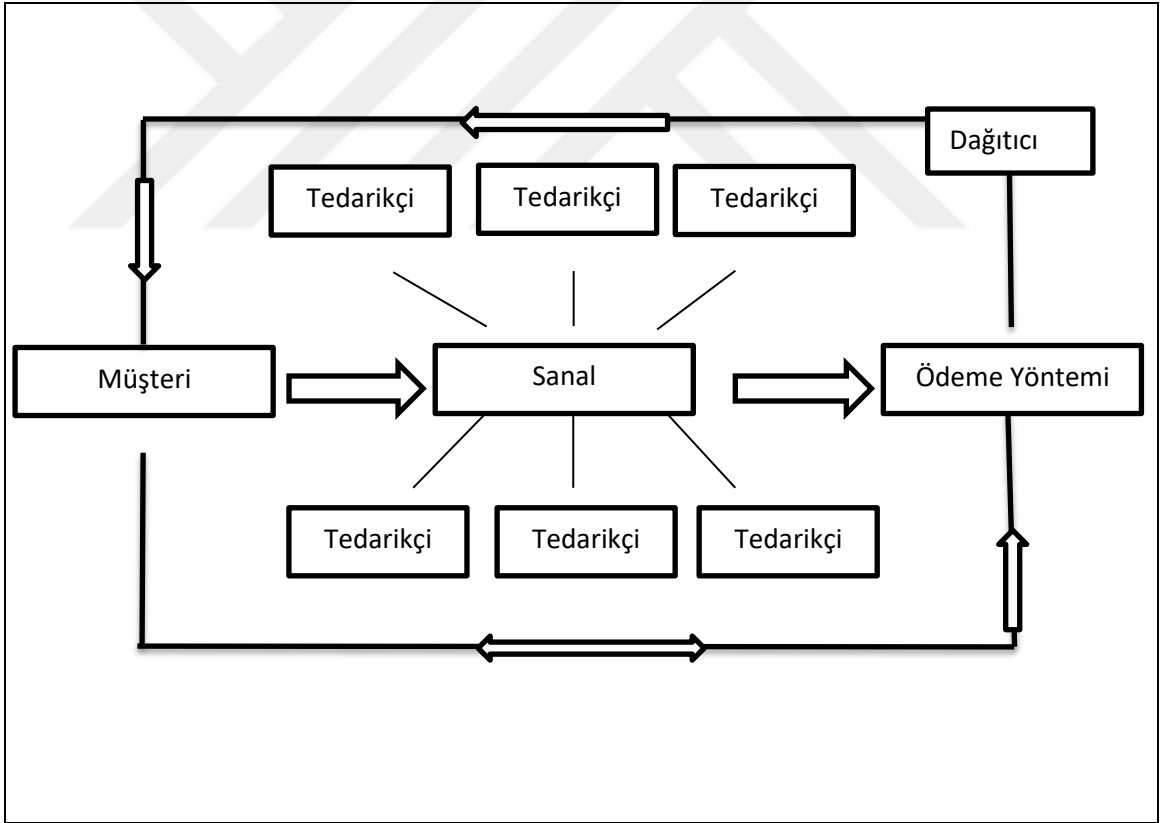 Dağıtıcı
Tedarikçi
Tedarikçi
Tedarikçi
Müşteri
Sanal
Ödeme Yöntemi
Tedarikçi
Tedarikçi
Tedarikçi